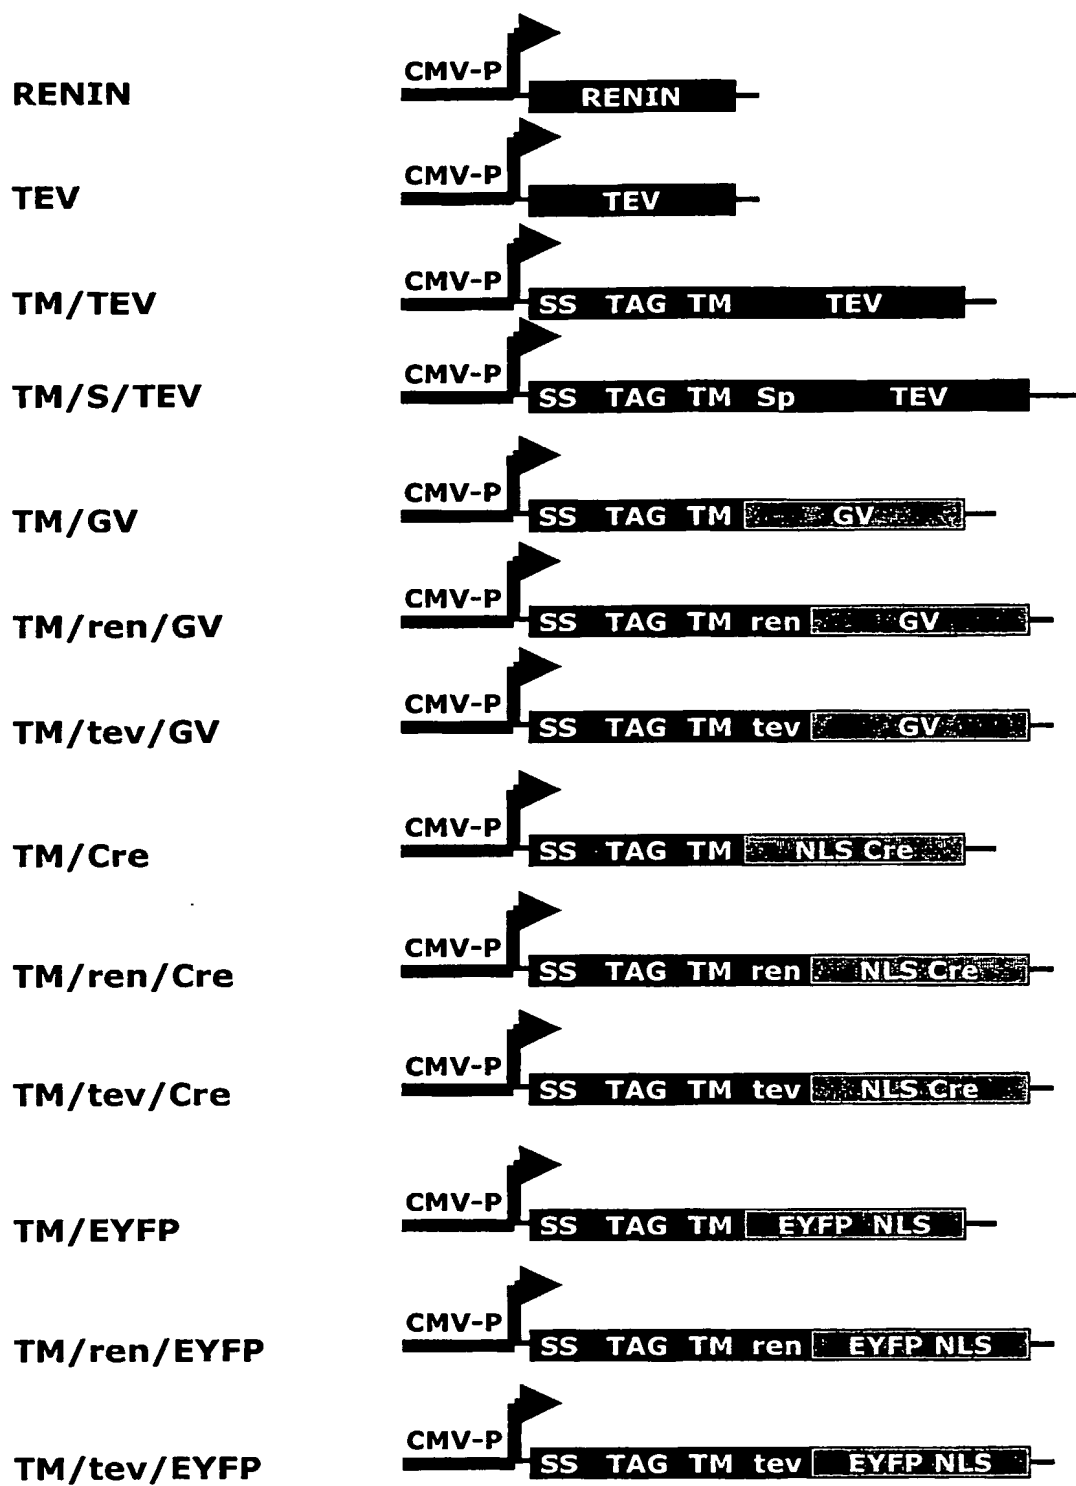 CMV-P
RENIN RENIN
CMV-P
TEV TEV
CMV-P
TM/TEV SS TAG TM TEV
CMV-P
TM/S/TEV SS TAG TM Sp TEV
CMV-P
TM/GV SS TAG TM GV
CMV-P
TM/ren/GV SS TAG TM ren GV
CMV-P
TM/tev/GV SS TAG TM tev GV
CMV-P
TM/Cre SS TAG TM NLS Cre
CMV-P
TM/ren/Cre SS TAG TM ren NLS Cre
CMV-P
TM/tev/Cre SS TAG TM tev NLS Cre
CMV-P
TM/EYFP SS TAG TM EYFP NLS
CMV-P
TM/ren/EYFP SS TAG TM ren EYFP NLS
CMV-P
TM/tev/EYFP SS TAG TM tev EYFP NLS